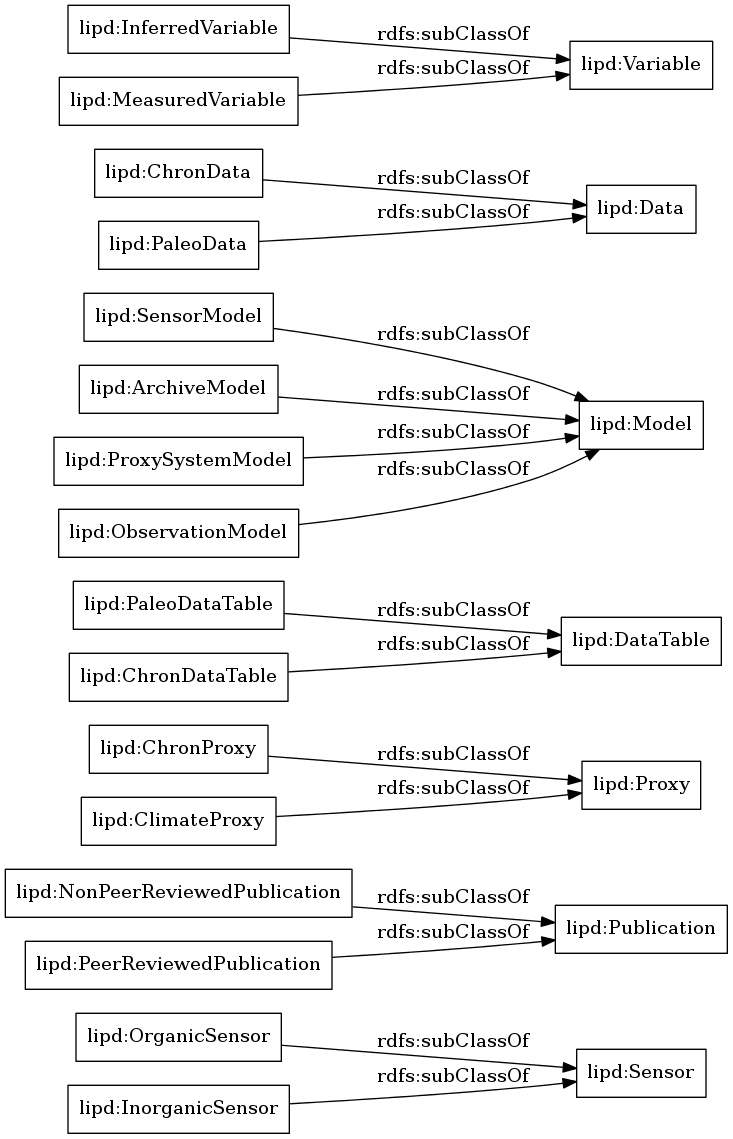 lipd:InferredVariable
rdfs:subClassOf
lipd:Variable
lipd:MeasuredVariable
rdfs:subClassOf
lipd:ChronData
rdfs:subClassOf
lipd:Data
lipd:PaleoData
rdfs:subClassOf
lipd:SensorModel
rdfs:subClassOf
lipd:ArchiveModel
rdfs:subClassOf
lipd:Model
lipd:ProxySystemModel
rdfs:subClassOf
lipd:ObservationModel
rdfs:subClassOf
lipd:PaleoDataTable
rdfs:subClassOf
lipd:DataTable
lipd:ChronDataTable
rdfs:subClassOf
lipd:ChronProxy
rdfs:subClassOf
lipd:Proxy
lipd:ClimateProxy
rdfs:subClassOf
lipd:NonPeerReviewedPublication
rdfs:subClassOf
lipd:Publication
lipd:PeerReviewedPublication
rdfs:subClassOf
lipd:OrganicSensor
rdfs:subClassOf
lipd:Sensor
lipd:InorganicSensor
rdfs:subClassOf